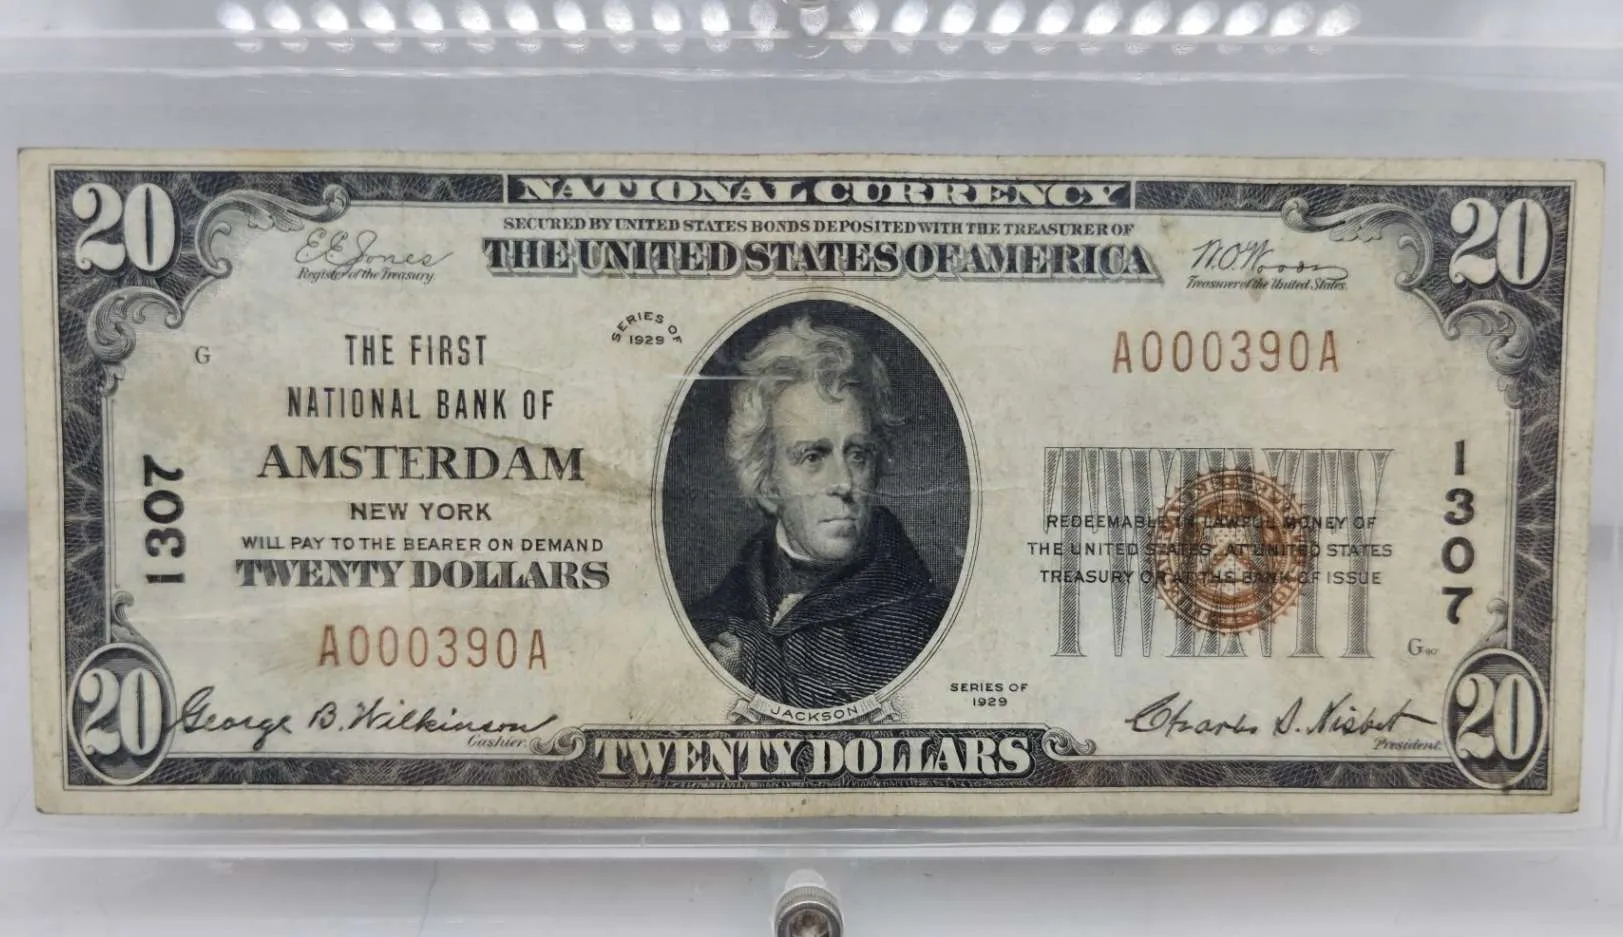 NATIONAL CURRENCY
20
20
SECURED BY UNITED STATES BONDS DEPOSITED WITH THE TREASURER OF
THE UNITED STATES OF AMERICA
E.E. Jones
Register of the Treasury.
W.O. Woods
Treasurer of the United States.
SERIES OF
1929
G
THE FIRST
NATIONAL BANK OF
AMSTERDAM
NEW YORK
WILL PAY TO THE BEARER ON DEMAND
TWENTY DOLLARS
A000390A
1307
A000390A
TWENTY
REDEEMABLE IN LAWFUL MONEY OF
THE UNITED STATES AT UNITED STATES
TREASURY OR AT THE BANK OF ISSUE
1307
G
JACKSON
SERIES OF
1929
20
George B. Wilkinson
Cashier.
TWENTY DOLLARS
Charles S. Nisbet
President.
20